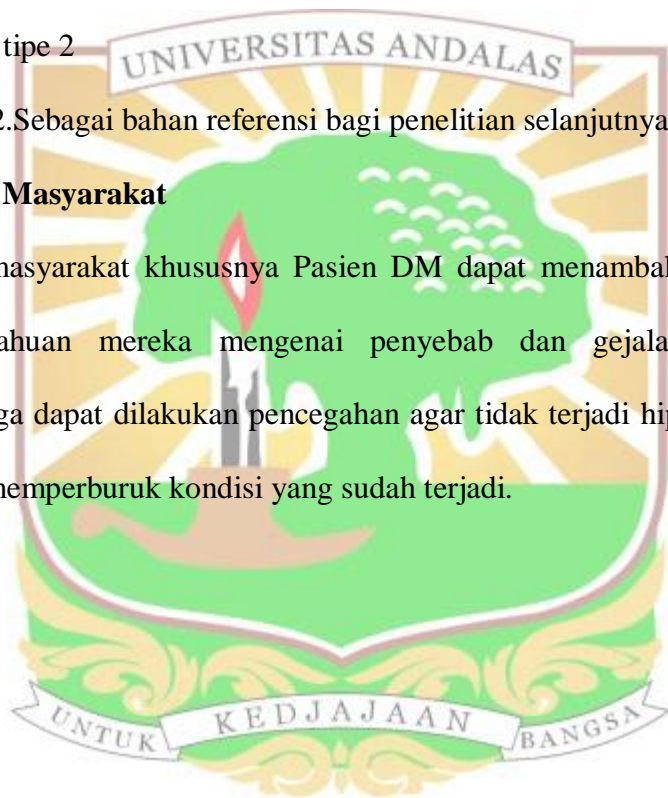 tipe 2
UNIVERSITAS ANDALAS
2.Sebagai bahan referensi bagi penelitian selanjutnya
Masyarakat
masyarakat khususnya Pasien DM dapat menambah
ahuan mereka mengenai penyebab dan gejala
ga dapat dilakukan pencegahan agar tidak terjadi hip
memperburuk kondisi yang sudah terjadi.
UNTUK KEDJAJAAN BANGSA